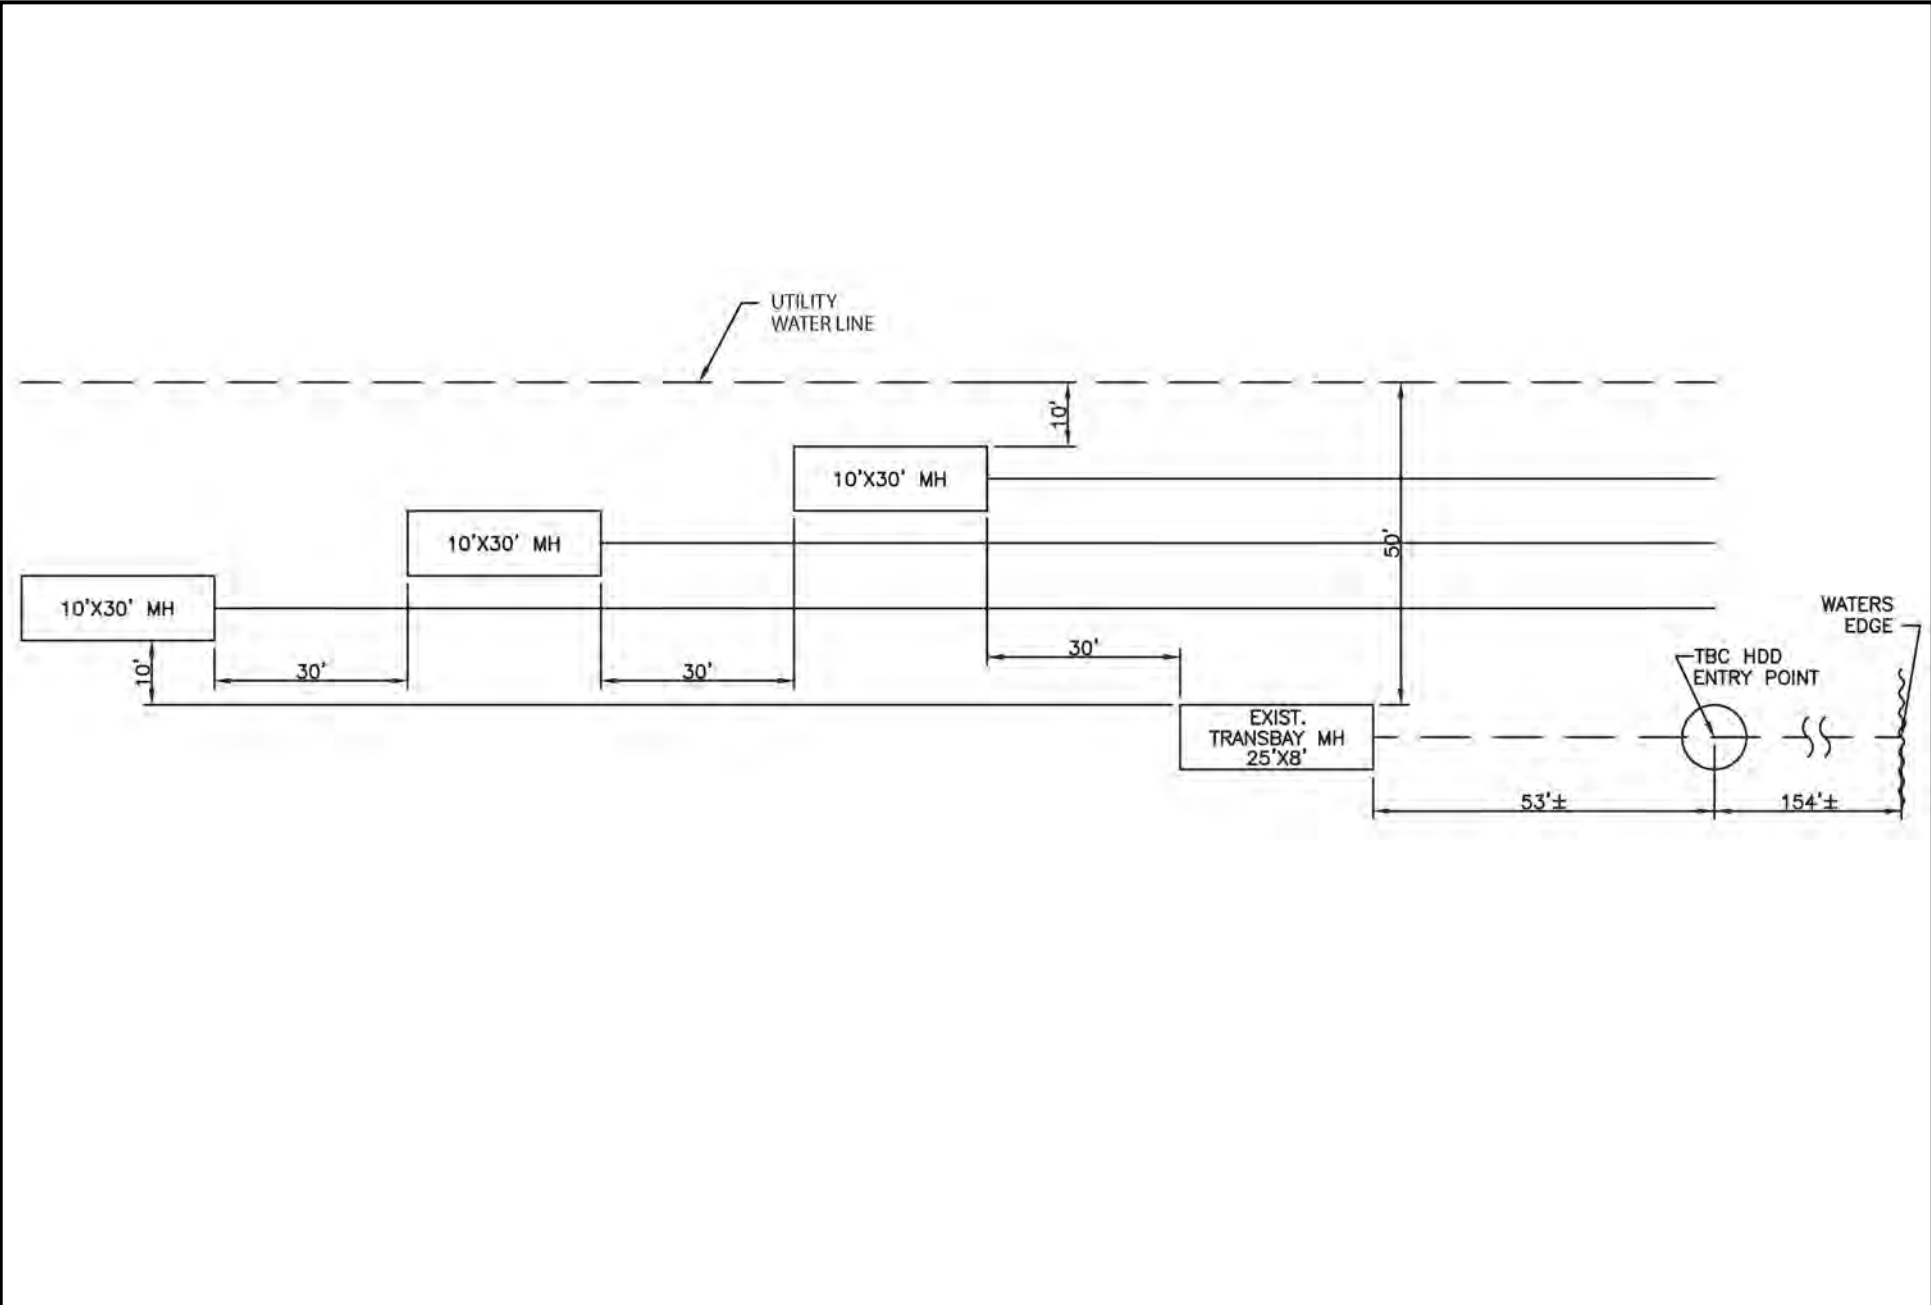 UTILITY
WATER LINE
10'
10'X30' MH
10'X30' MH
50'
10'X30' MH
WATERS
EDGE
10'
30'
30'
30'
TBC HDD
ENTRY POINT
EXIST.
TRANSBAY MH
25'X8'
53'±
154'±